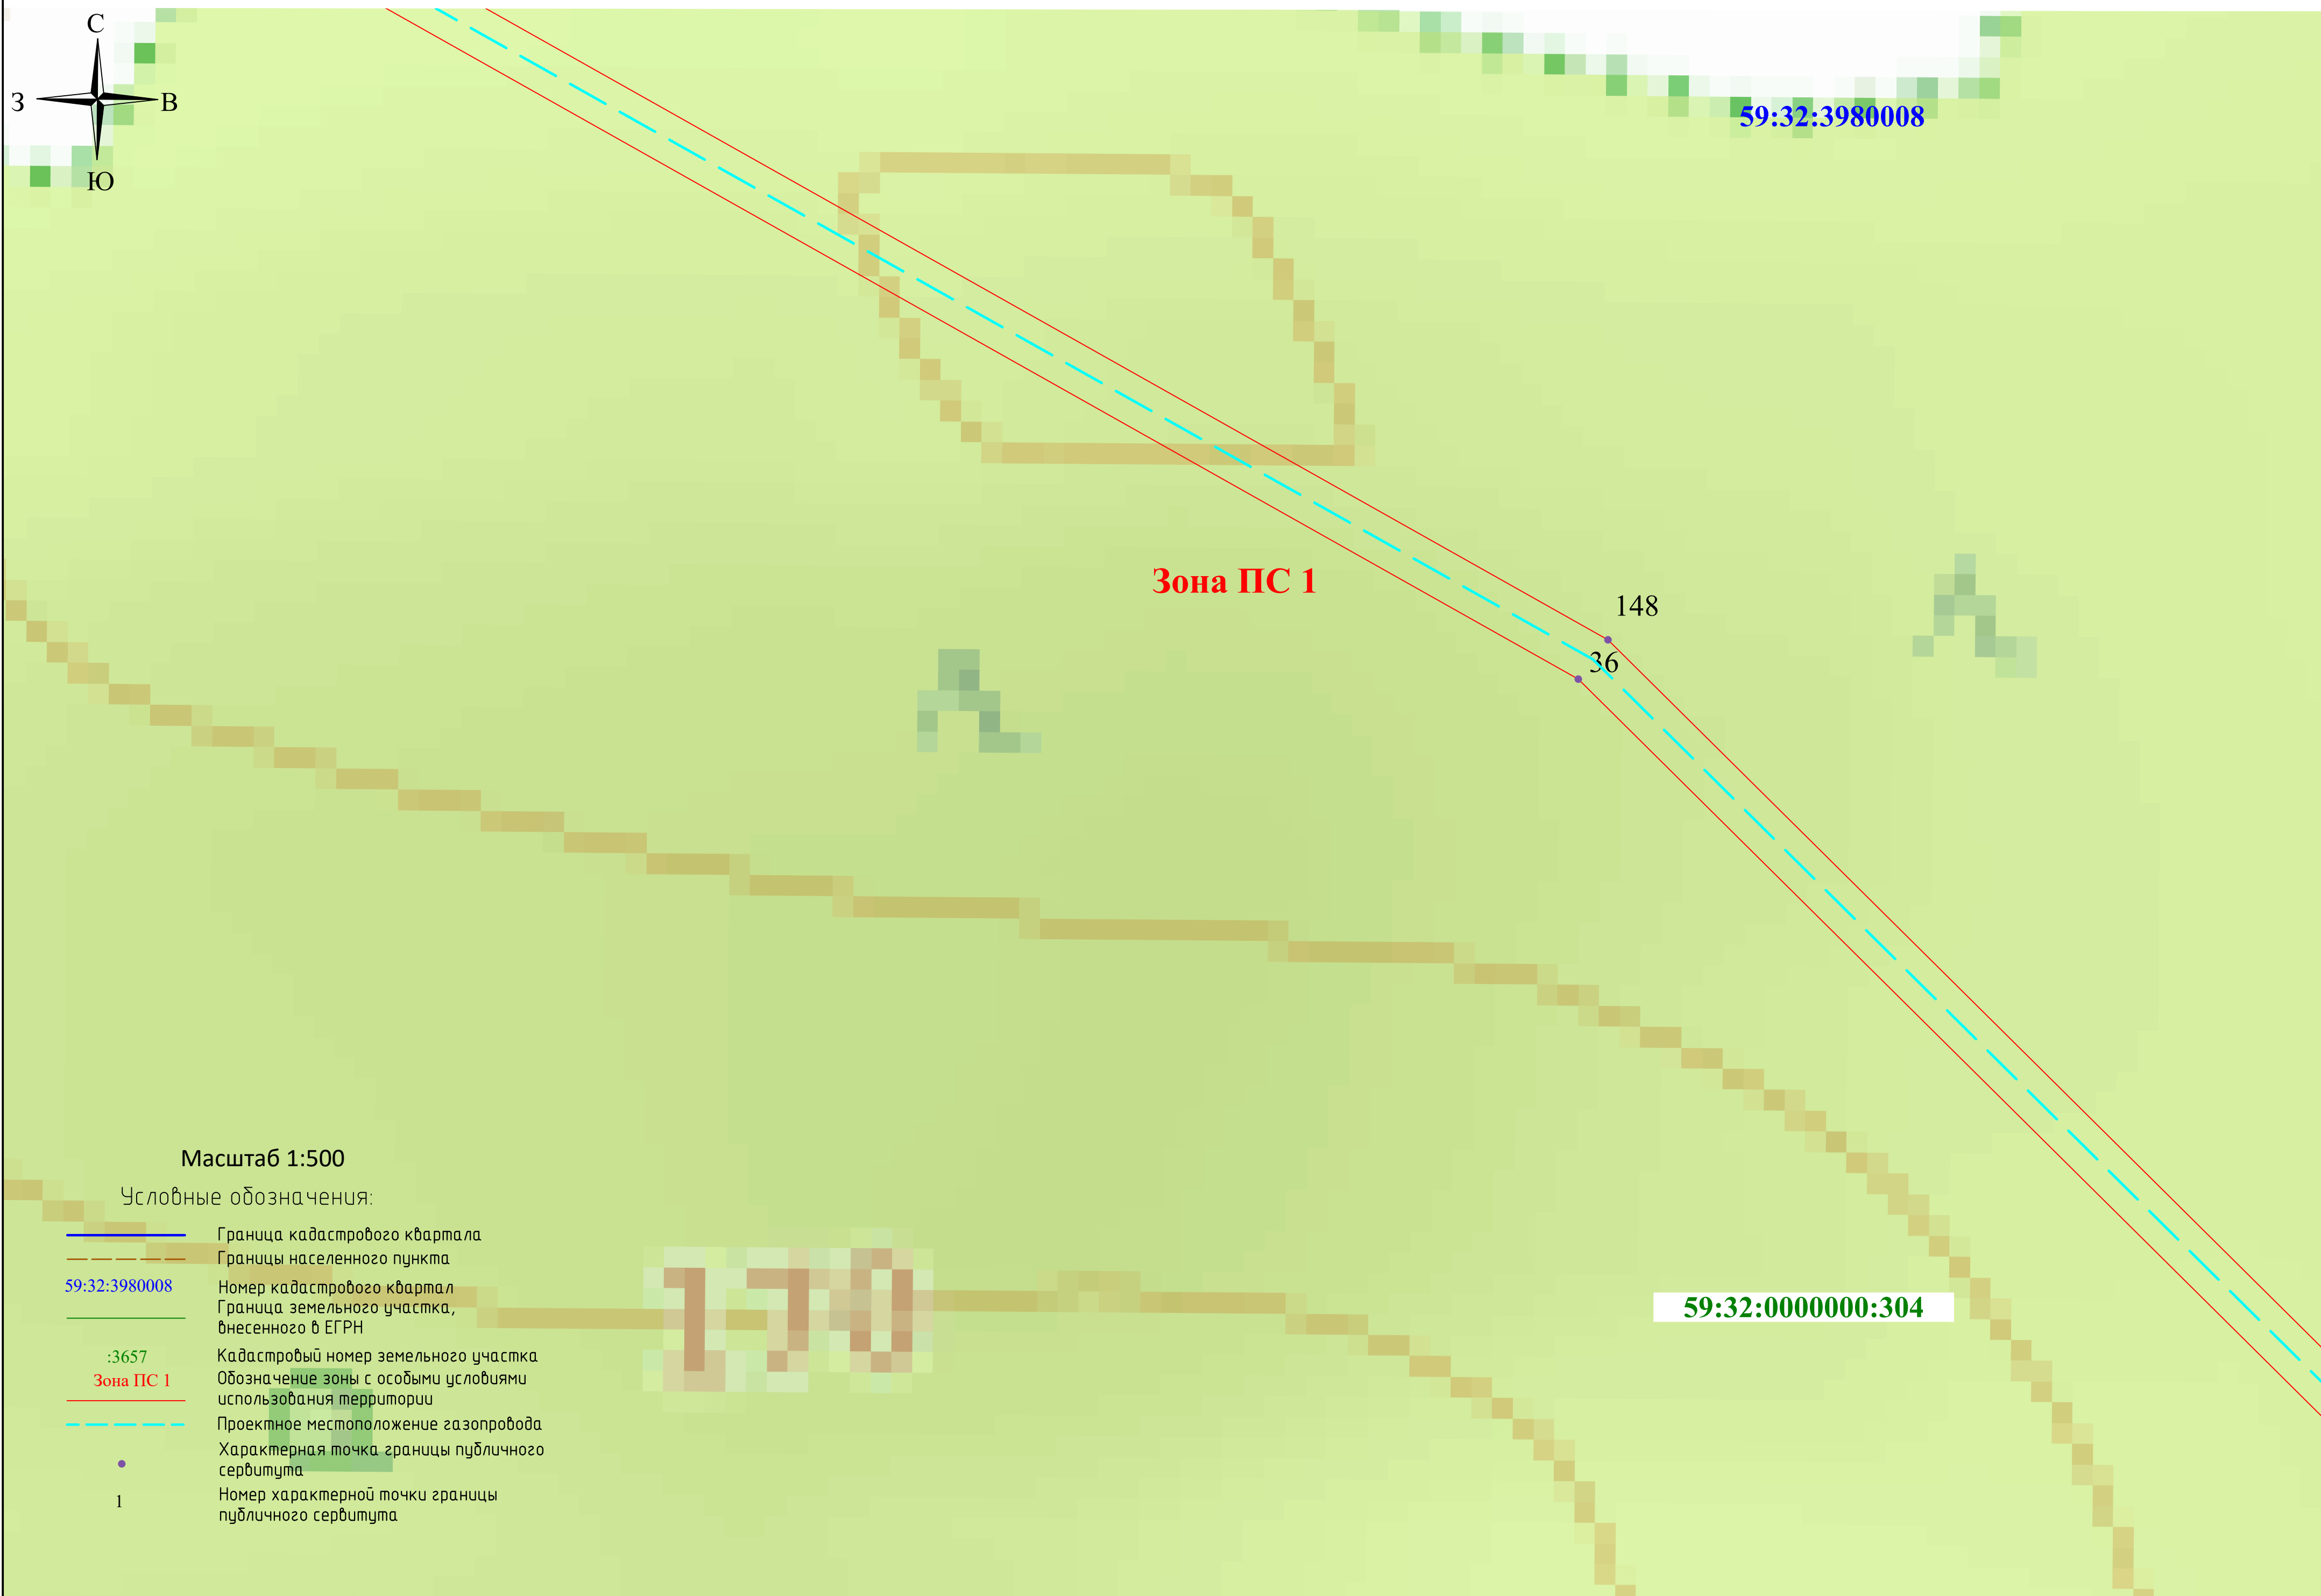 С
З
В
Ю
59:32:3980008
Зона ПС 1
148
36
170
59:32:0000000:304
Масштаб 1:500
Условные обозначения:
Граница кадастрового квартала
Границы населенного пункта
59:32:3980008
Номер кадастрового квартал
Граница земельного участка,
внесенного в ЕГРН
:3657
Кадастровый номер земельного участка
Зона ПС 1
Обозначение зоны с особыми условиями
использования территории
Проектное местоположение газопровода
Характерная точка границы публичного
сервитута
1
Номер характерной точки границы
публичного сервитута